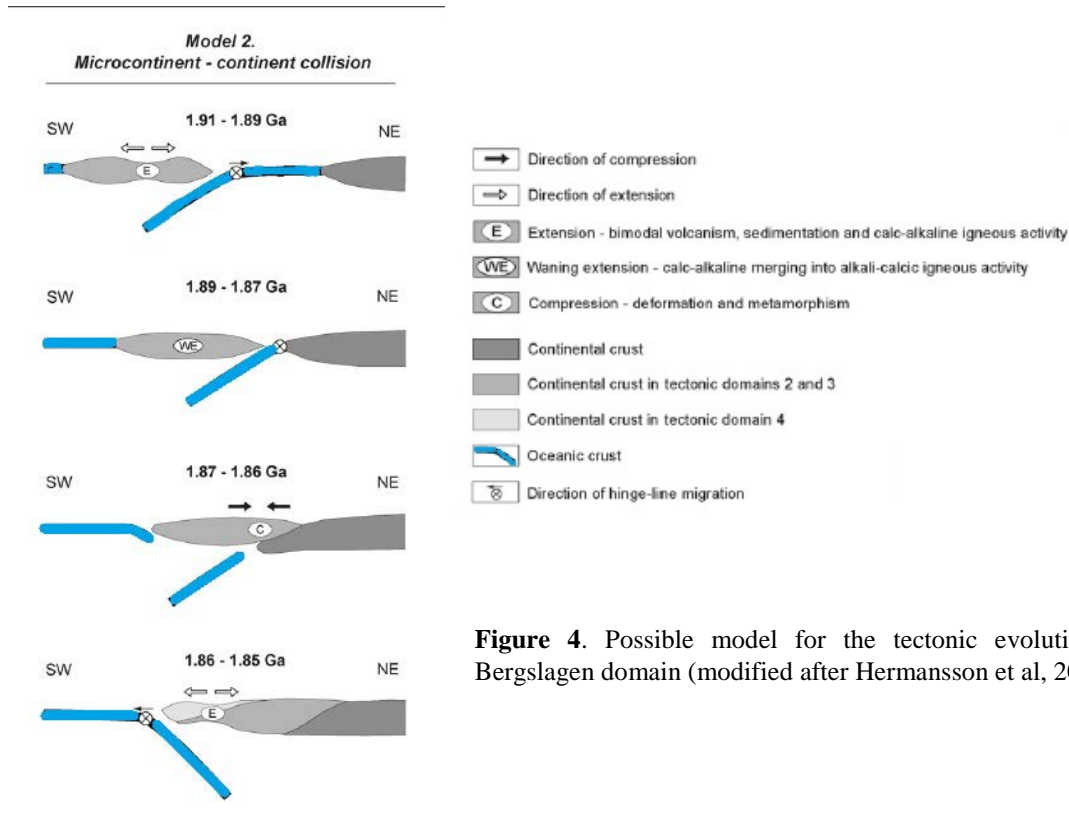 Model 2.
Microcontinent - continent collision
1.91 - 1.89 Ga
SW
NE
E
1.89 - 1.87 Ga
SW
NE
WE
1.87 - 1.86 Ga
SW
NE
C
1.86 - 1.85 Ga
SW
NE
E
Direction of compression
Direction of extension
E Extension - bimodal volcanism, sedimentation and calc-alkaline igneous activity
WE Waning extension - calc-alkaline merging into alkali-calcic igneous activity
C Compression - deformation and metamorphism
Continental crust
Continental crust in tectonic domains 2 and 3
Continental crust in tectonic domain 4
Oceanic crust
Direction of hinge-line migration
Figure 4. Possible model for the tectonic evoluti
Bergslagen domain (modified after Hermansson et al, 20